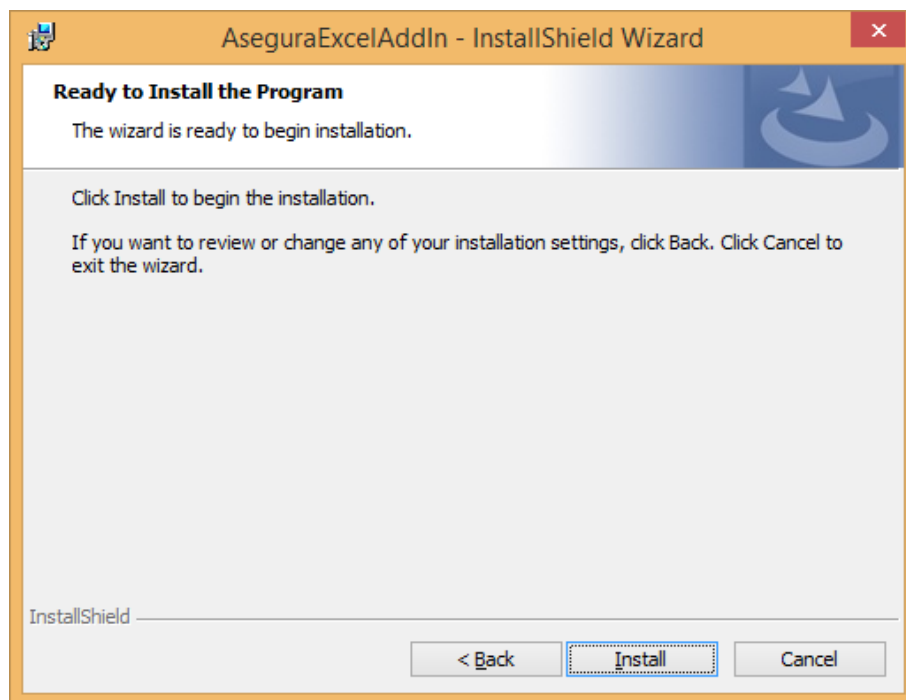 AseguraExcelAddIn - InstallShield Wizard
Ready to Install the Program
The wizard is ready to begin installation.
Click Install to begin the installation.
If you want to review or change any of your installation settings, click Back. Click Cancel to
exit the wizard.
InstallShield
< Back
Install
Cancel